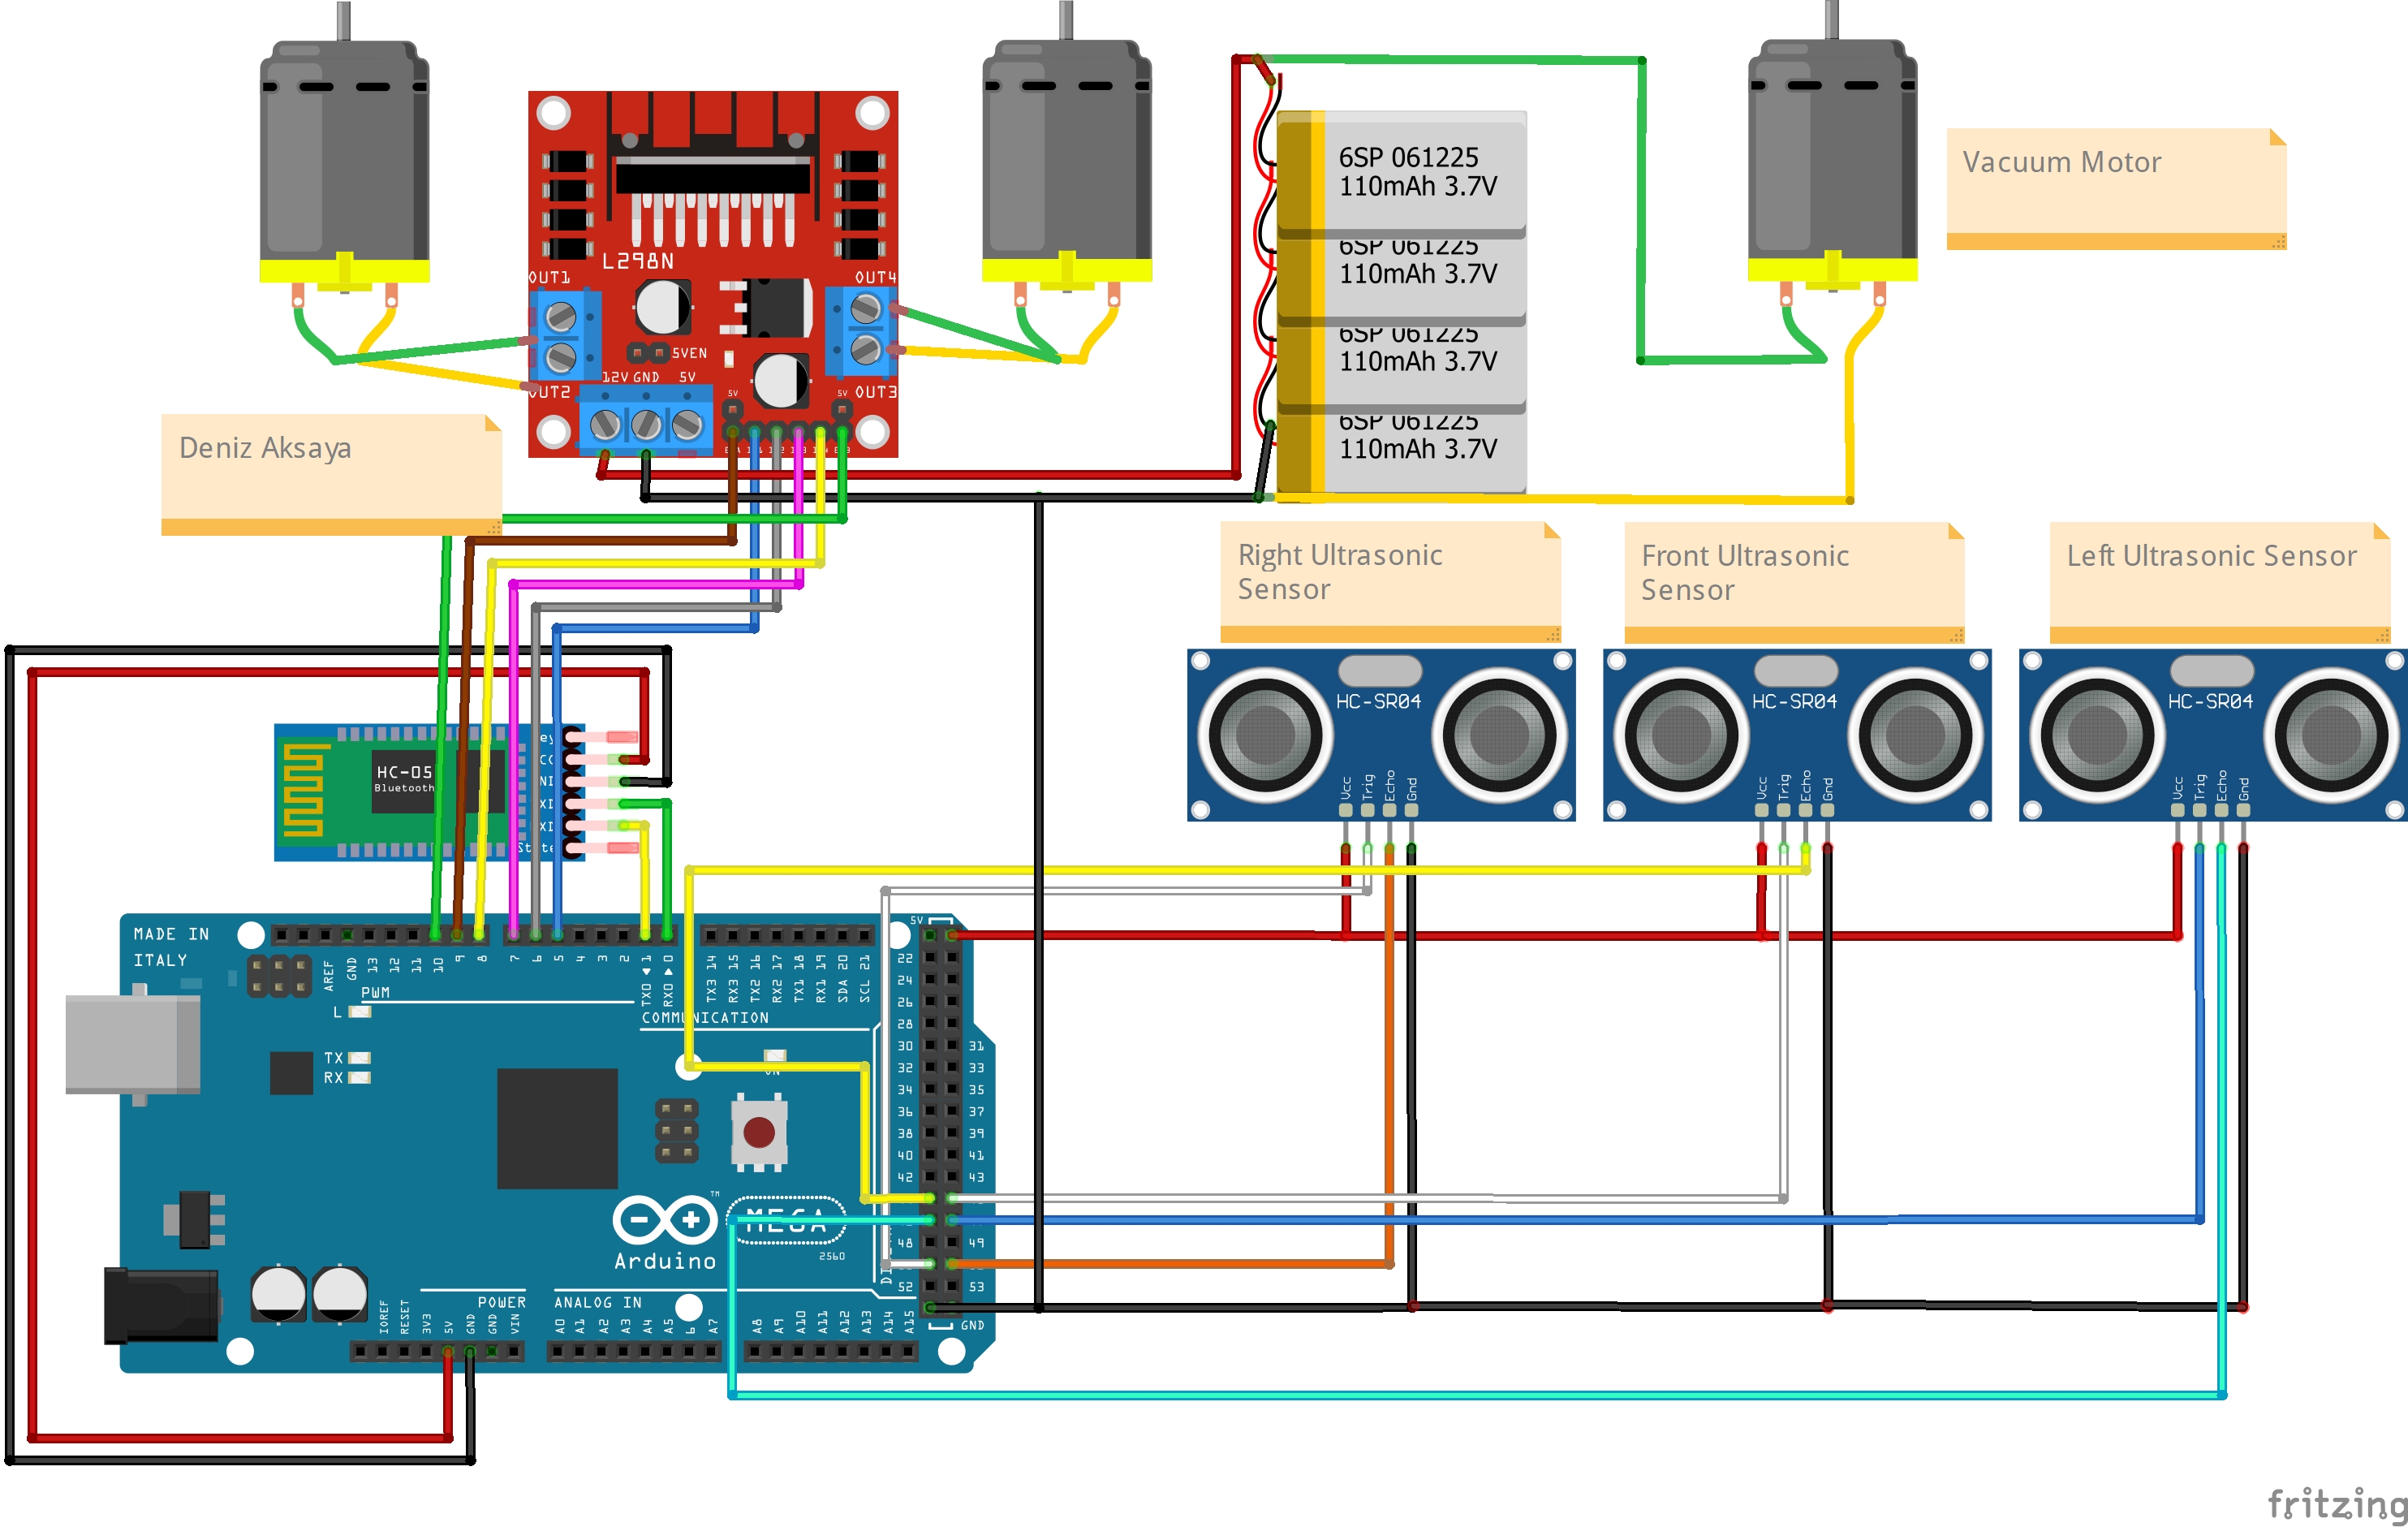 Vacuum Motor
6SP 061225
110mAh 3.7V
6SP 061225
110mAh 3.7V
6SP 061225
110mAh 3.7V
6SP 061225
110mAh 3.7V
L298N
OUT1
OUT4
5VEN
12V GND 5V
OUT2
5V
5V
OUT3
Deniz Aksaya
Right Ultrasonic
Sensor
Front Ultrasonic
Sensor
Left Ultrasonic Sensor
HC-SR04
Vcc
Trig
Echo
Gnd
HC-SR04
Vcc
Trig
Echo
Gnd
HC-SR04
Vcc
Trig
Echo
Gnd
HC-05
Bluetooth
State
MADE IN
ITALY
AREF
GND
13
12
11
10
9
8
7
6
5
4
3
2
TX0 1
RX0 0
TX3 14
RX3 15
TX2 16
RX2 17
TX1 18
RX1 19
SDA 20
SCL 21
PWM
L
COMMUNICATION
TX
RX
5V
22
24
26
28
30 31
32 33
34 35
36 37
38 39
40 41
42 43
48 49
52 53
GND
MEGA
2560
TM
Arduino
POWER
ANALOG IN
IOREF
RESET
3V3
5V
GND
GND
VIN
A0
A1
A2
A3
A4
A5
A7
A8
A9
A10
A11
A12
A13
A14
A15
fritzing